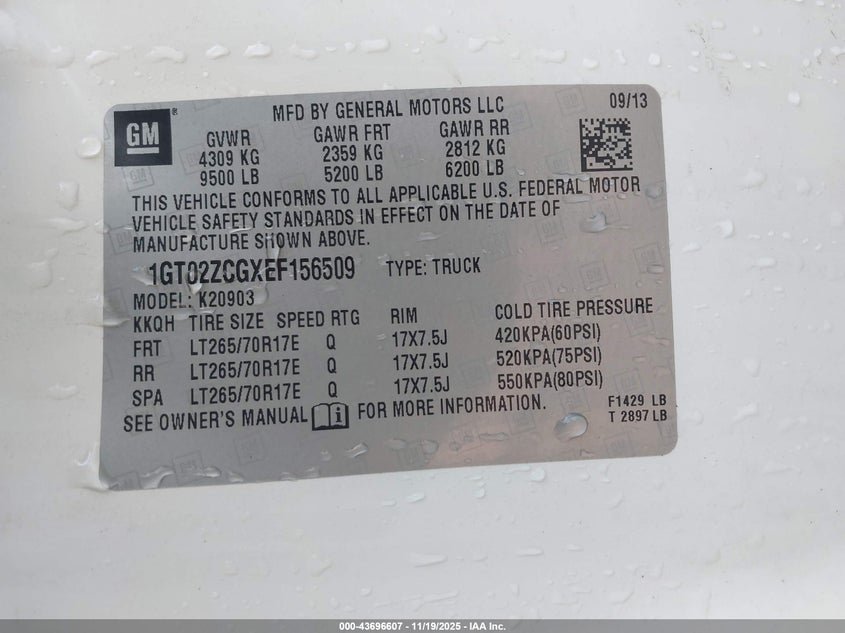 GM
MFD BY GENERAL MOTORS LLC 09/13
GVWR GAWR FRT GAWR RR
4309 KG 2359 KG 2812 KG
9500 LB 5200 LB 6200 LB
THIS VEHICLE CONFORMS TO ALL APPLICABLE U.S. FEDERAL MOTOR
VEHICLE SAFETY STANDARDS IN EFFECT ON THE DATE OF
MANUFACTURE SHOWN ABOVE.
1GT02ZCGXEF156509 TYPE: TRUCK
MODEL: K20903
KKQH TIRE SIZE SPEED RTG RIM COLD TIRE PRESSURE
FRT LT265/70R17E Q 17X7.5J 420KPA(60PSI)
RR LT265/70R17E Q 17X7.5J 520KPA(75PSI)
SPA LT265/70R17E Q 17X7.5J 550KPA(80PSI)
SEE OWNER'S MANUAL FOR MORE INFORMATION.
F1429 LB
T 2897 LB
000-43696607 - 11/19/2025 - IAA Inc.